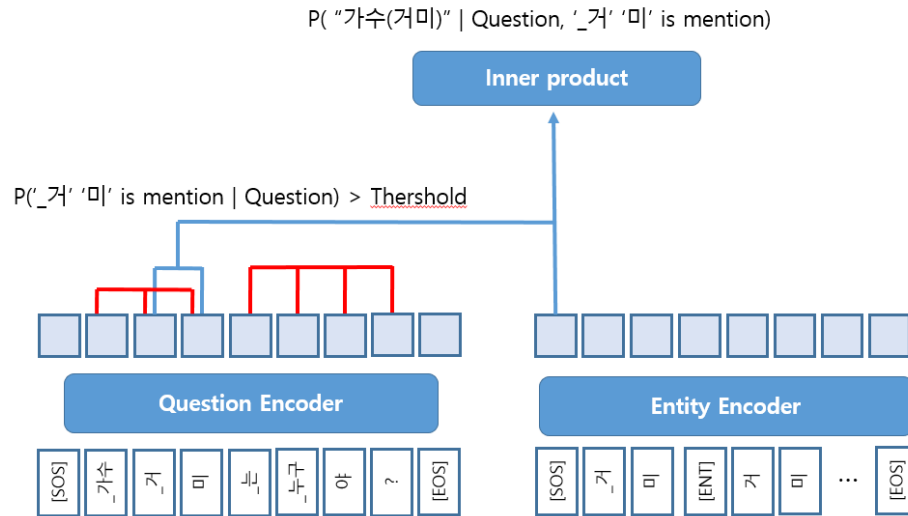 P( “가수(거미)” | Question, ‘_거’ ‘미’ is mention)
Inner product
P(‘_거’ ‘미’ is mention | Question) > Thershold
Question Encoder
Entity Encoder
[SOS] _가수 _거 미 _는 _누구 야 ? [EOS]
[SOS] _거 미 [ENT] 거 미 ... [EOS]